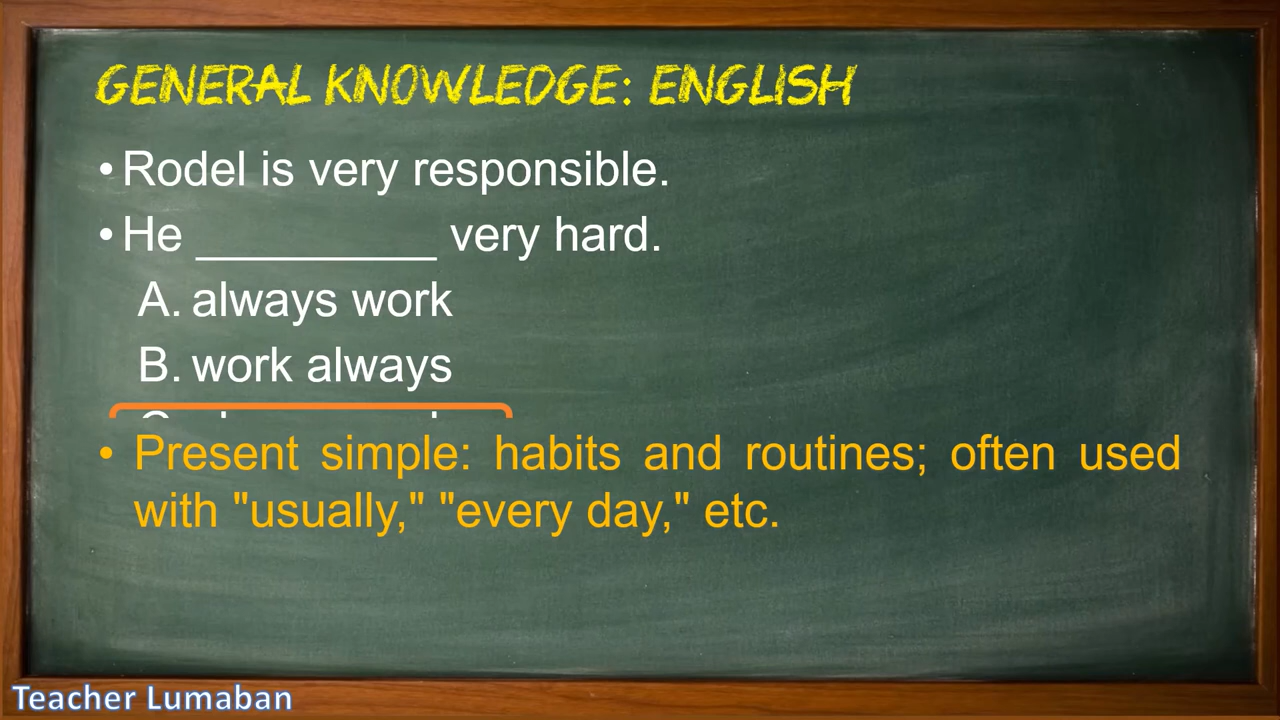 GENERAL KNOWLEDGE: ENGLISH
•Rodel is very responsible.
•He _________ very hard.
A. always work
B. work always
• Present simple: habits and routines; often used
with "usually," "every day," etc.
Teacher Lumaban